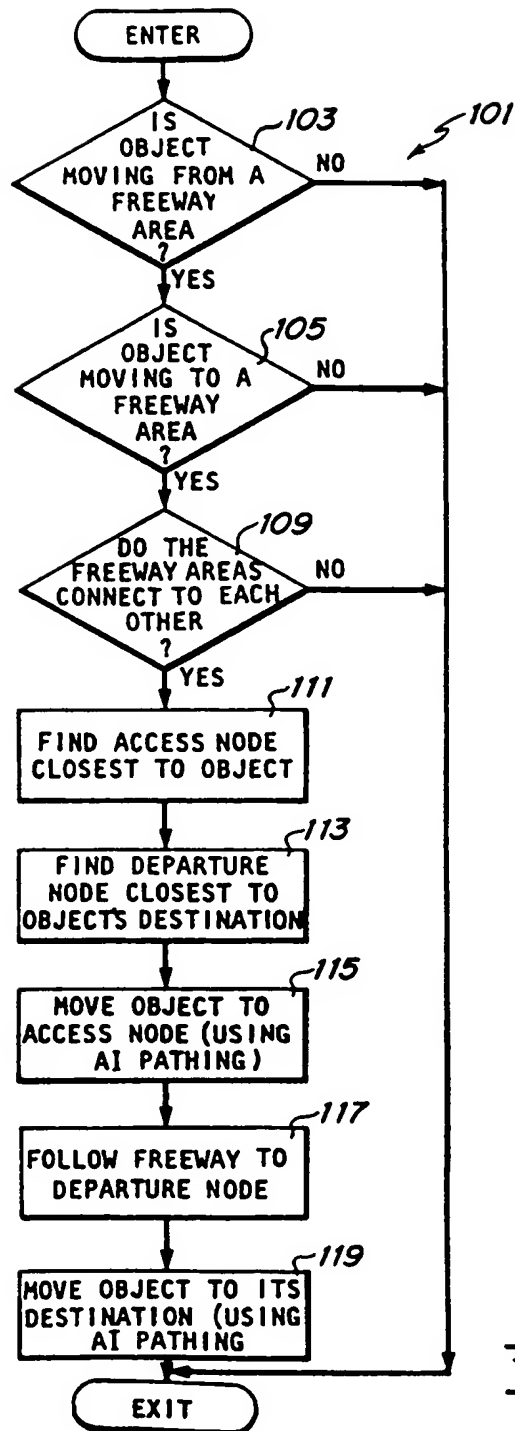 ENTER
IS
OBJECT
MOVING FROM A
FREEWAY
AREA
?
103
101
NO
YES
IS
OBJECT
MOVING TO A
FREEWAY
AREA
?
105
NO
YES
DO THE
FREEWAY AREAS
CONNECT TO EACH
OTHER
?
109
NO
YES
111
FIND ACCESS NODE
CLOSEST TO OBJECT
113
FIND DEPARTURE
NODE CLOSEST TO
OBJECT'S DESTINATION
115
MOVE OBJECT TO
ACCESS NODE (USING
AI PATHING)
117
FOLLOW FREEWAY TO
DEPARTURE NODE
119
MOVE OBJECT TO ITS
DESTINATION (USING
AI PATHING
EXIT